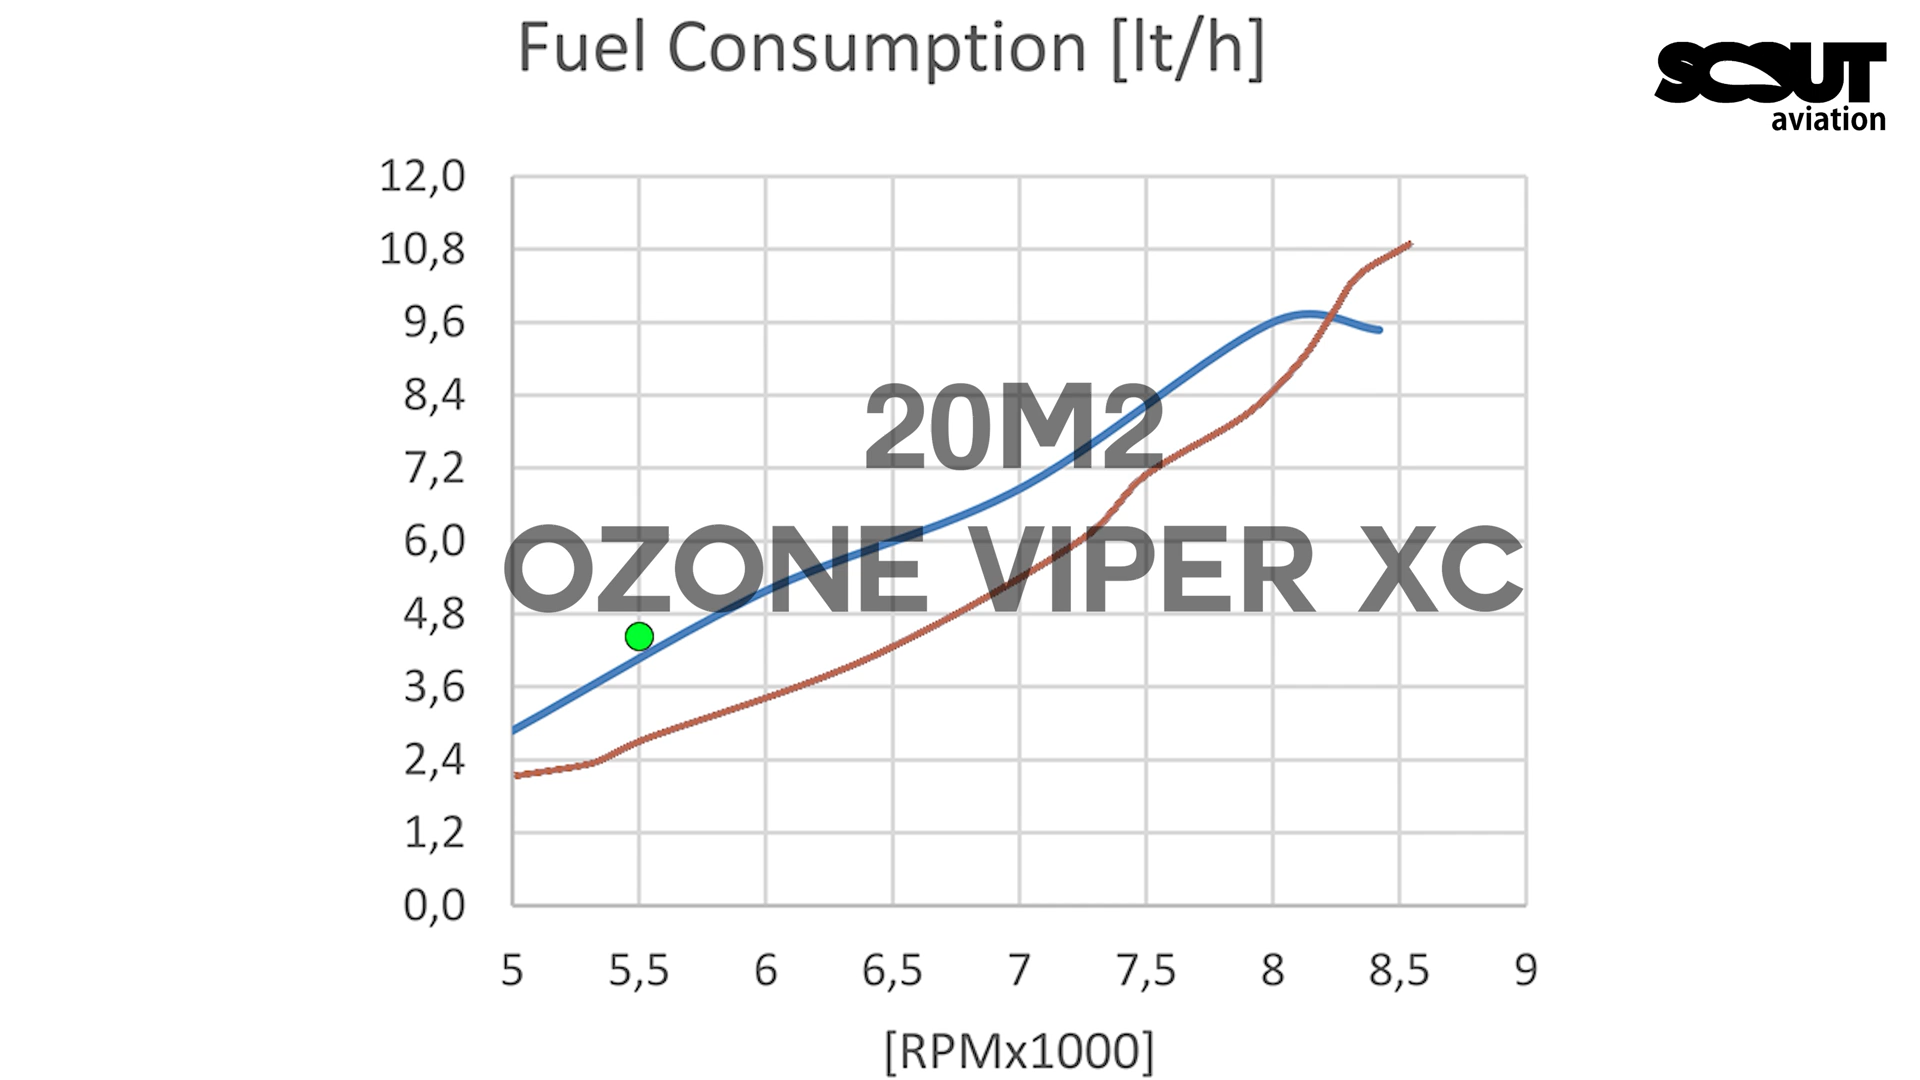 Fuel Consumption [lt/h]
SCOUT
aviation
12,0
10,8
9,6
8,4
7,2
6,0
4,8
3,6
2,4
1,2
0,0
20M2
OZONE VIPER XC
5 5,5 6 6,5 7 7,5 8 8,5 9
[RPMx1000]